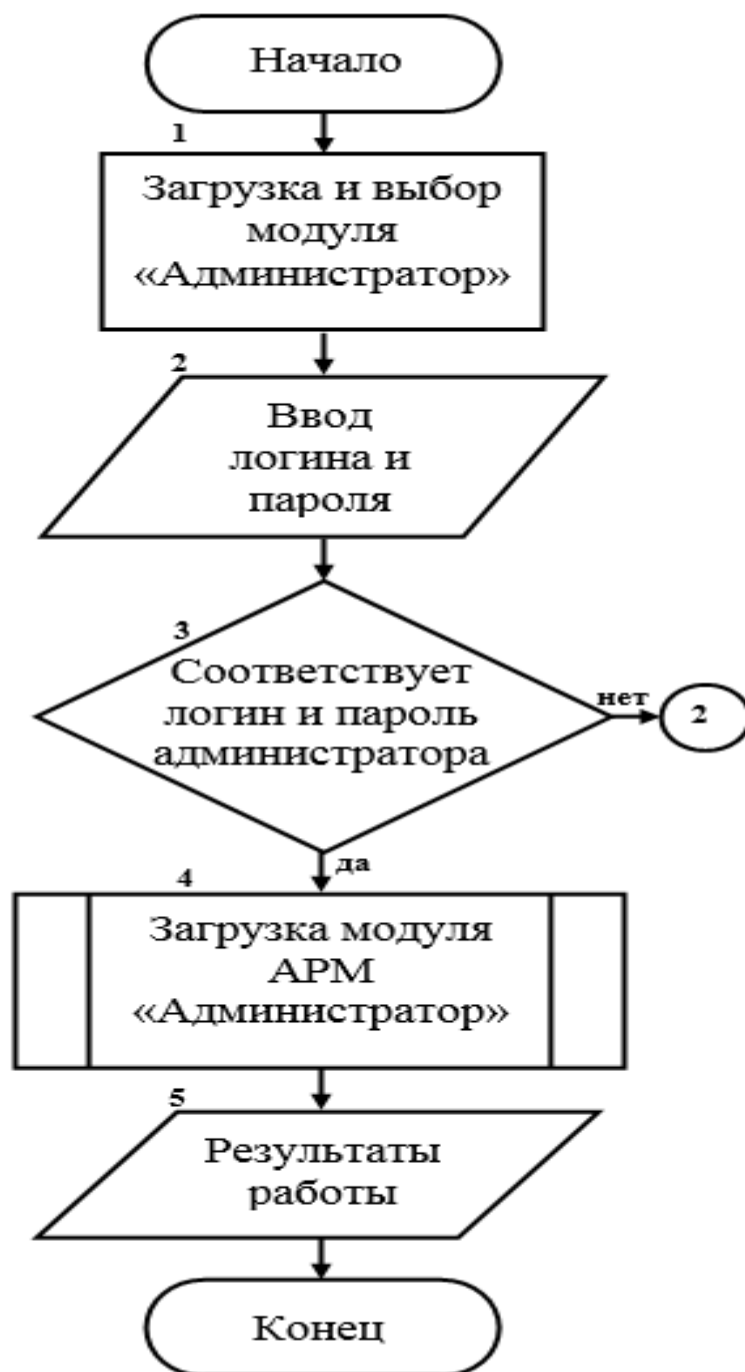 Начало
1
Загрузка и выбор
модуля
«Администратор»
2
Ввод
логина и
пароля
3
Соответствует
логин и пароль
администратора
нет
2
да
4
Загрузка модуля
АРМ
«Администратор»
5
Результаты
работы
Конец